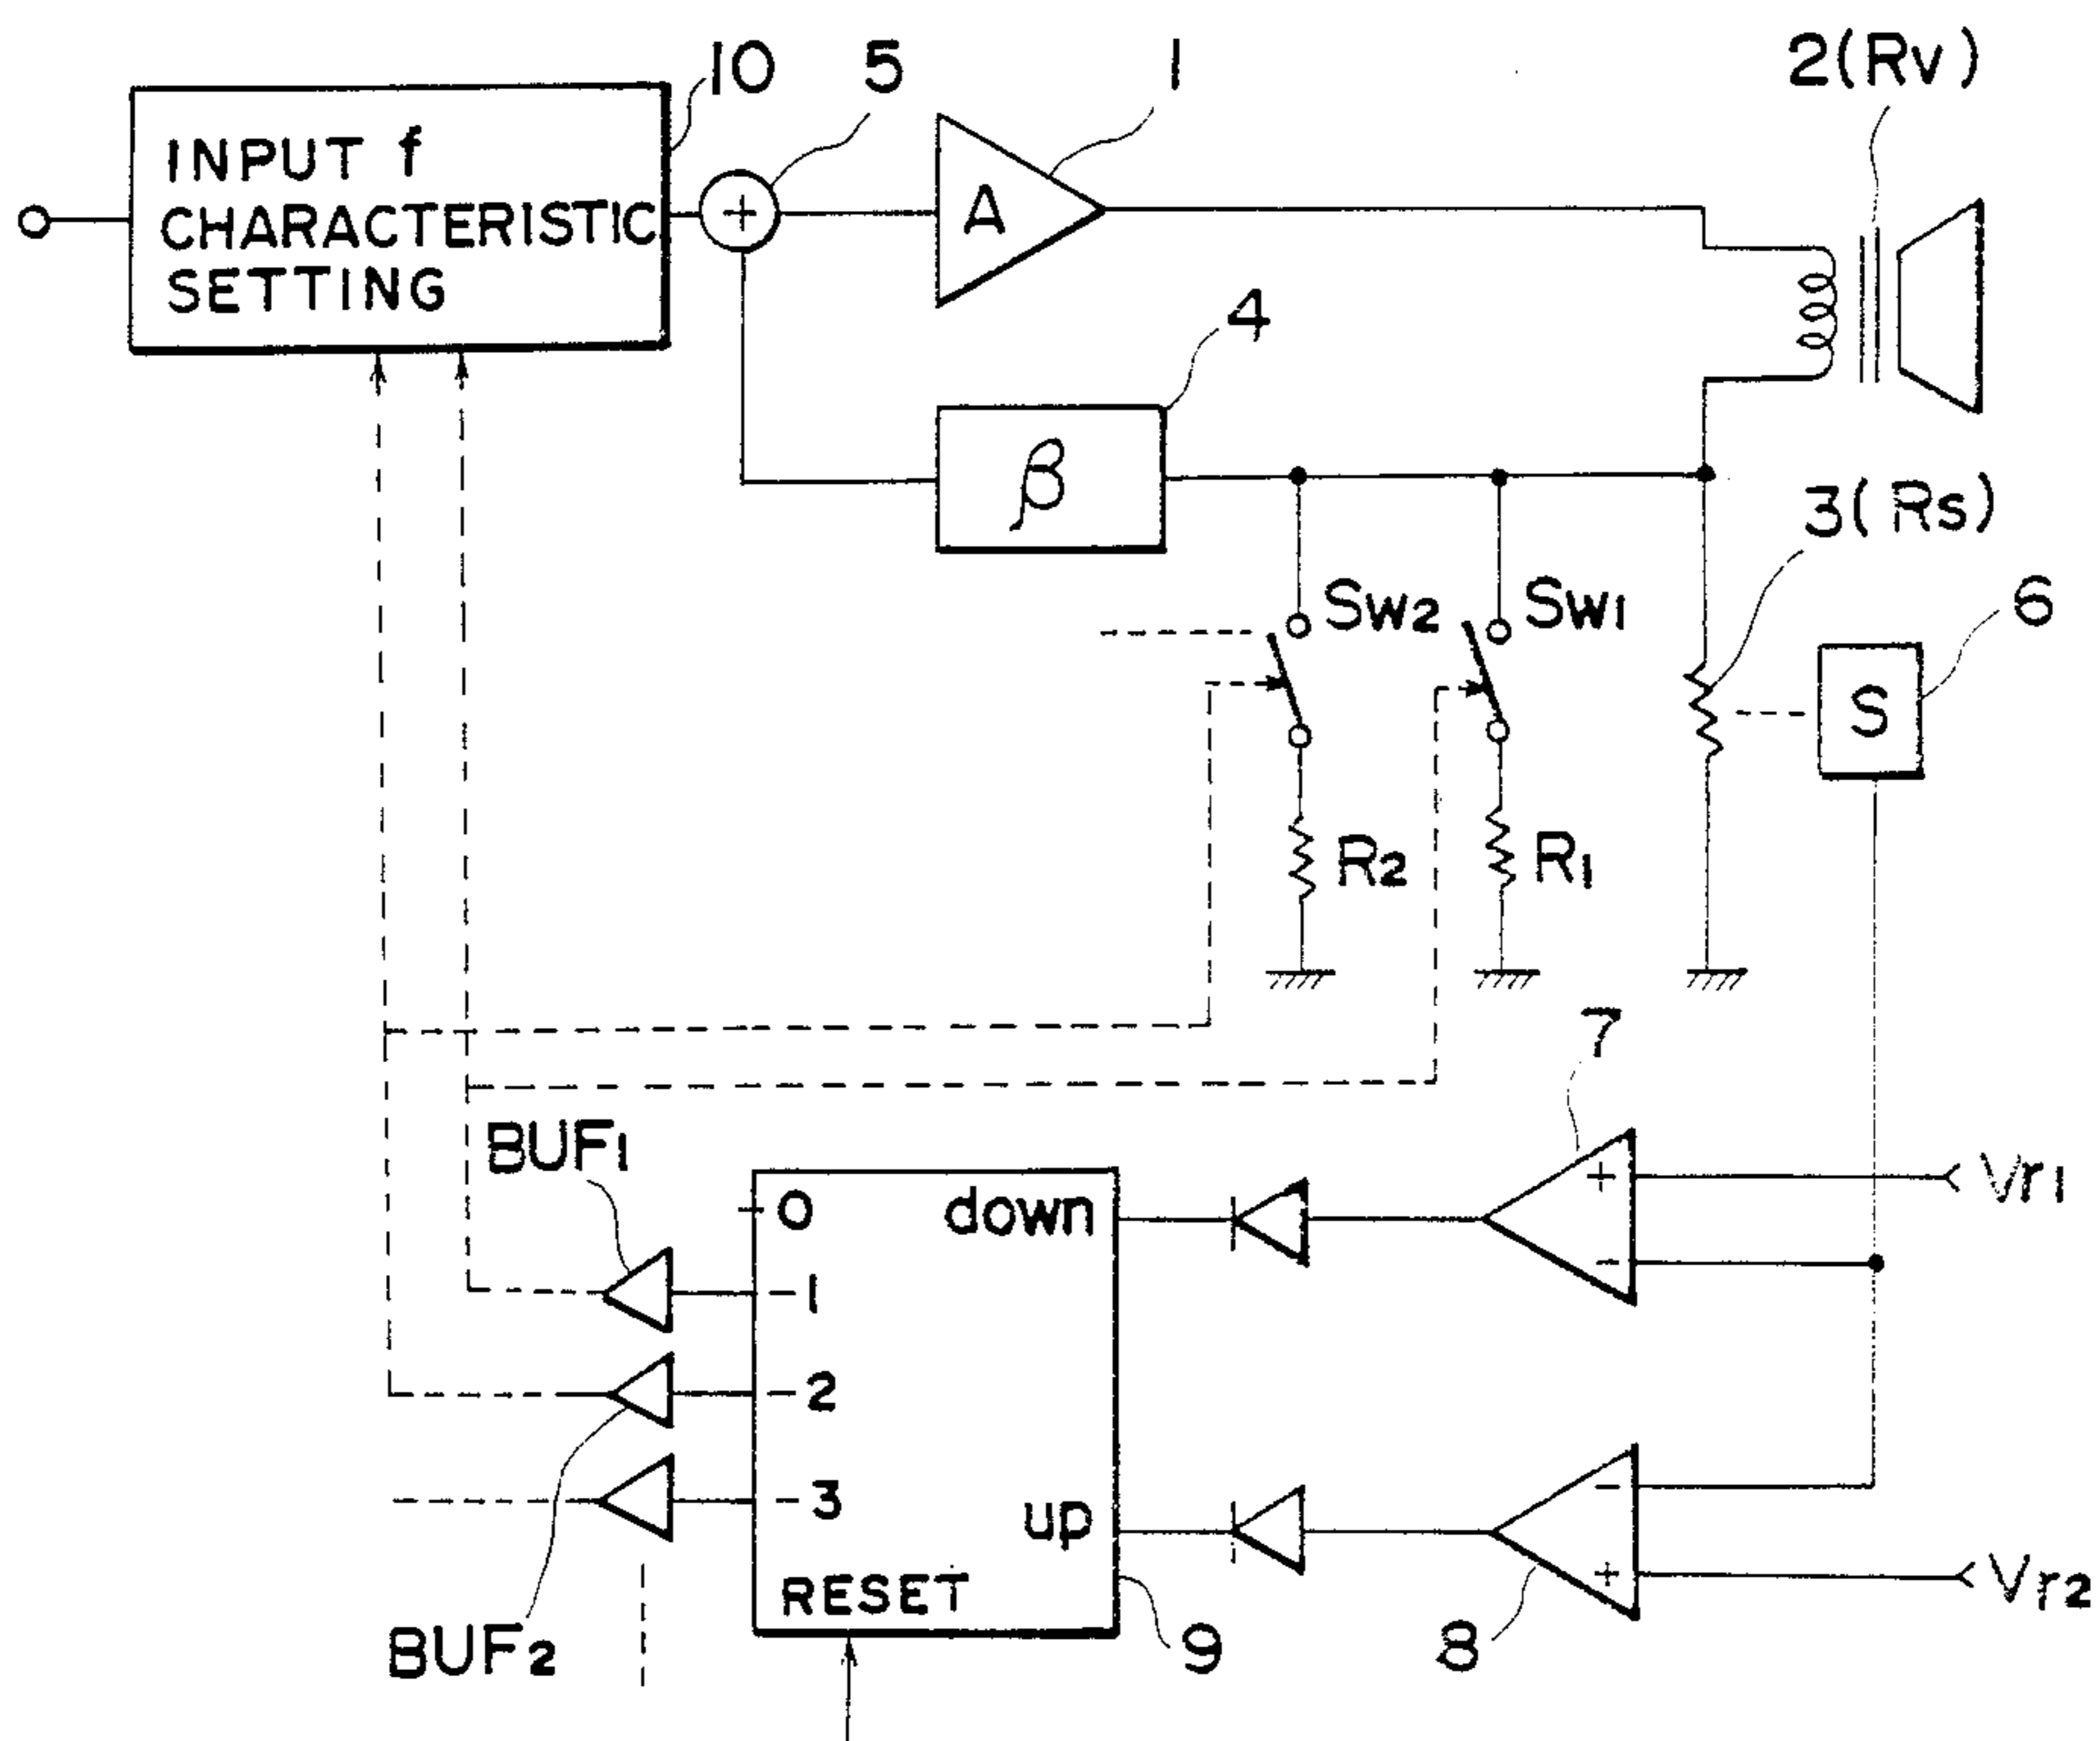 10
5
1
2(Rv)
INPUT f
CHARACTERISTIC
SETTING
+
A
4
β
3(Rs)
SW2
SW1
6
S
R2
R1
7
BUF1
0
down
+
Vr1
-
1
2
-
3
up
+
Vr2
RESET
BUF2
9
8